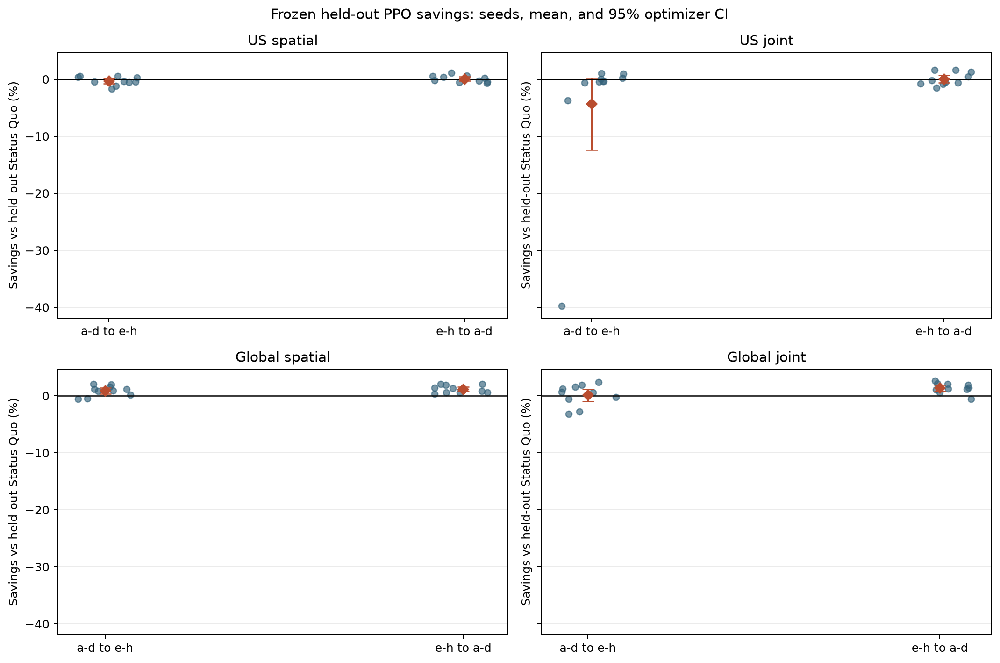 Frozen held-out PPO savings: seeds, mean, and 95% optimizer CI
US spatial
Savings vs held-out Status Quo (%)
0
−10
−20
−30
−40
a-d to e-h
e-h to a-d
US joint
Savings vs held-out Status Quo (%)
a-d to e-h
e-h to a-d
Global spatial
Savings vs held-out Status Quo (%)
0
−10
−20
−30
−40
a-d to e-h
e-h to a-d
Global joint
Savings vs held-out Status Quo (%)
a-d to e-h
e-h to a-d